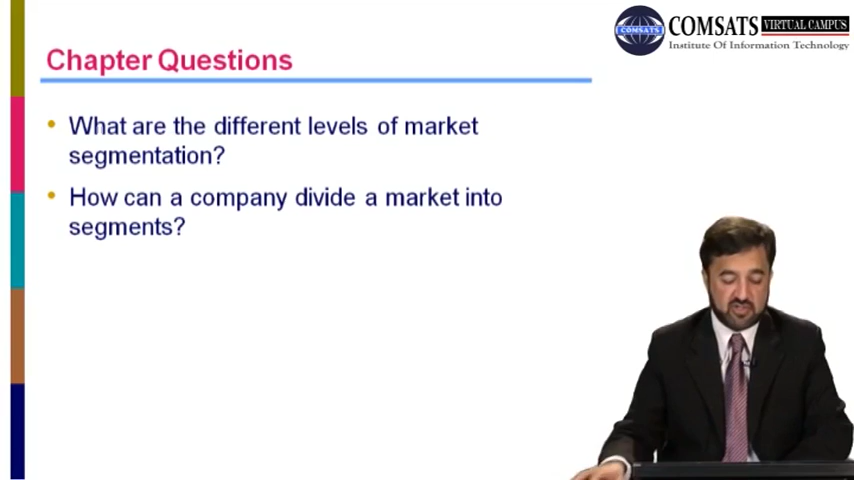 COMSATS VIRTUAL CAMPUS
COMSATS
Institute Of Information Technology
Chapter Questions
• What are the different levels of market
segmentation?
• How can a company divide a market into
segments?